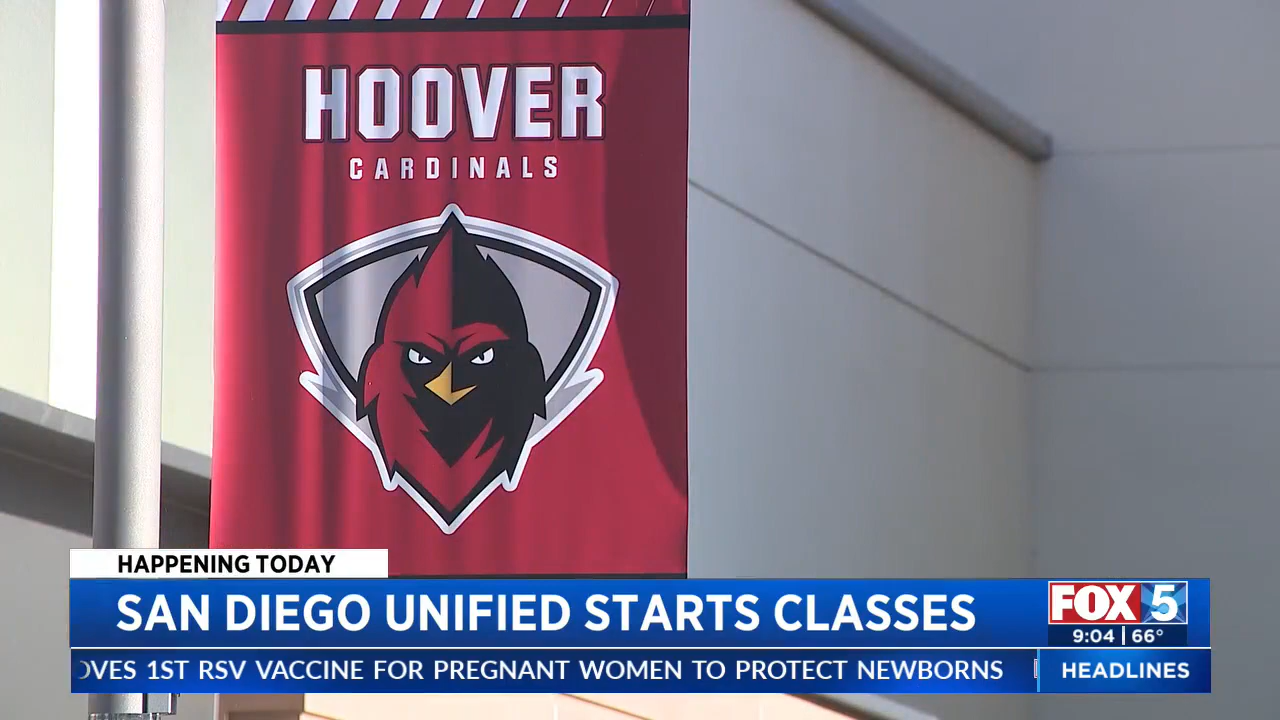 HOOVER
CARDINALS
HAPPENING TODAY
SAN DIEGO UNIFIED STARTS CLASSES
FOX 5
9:04 | 66°
OVES 1ST RSV VACCINE FOR PREGNANT WOMEN TO PROTECT NEWBORNS
HEADLINES